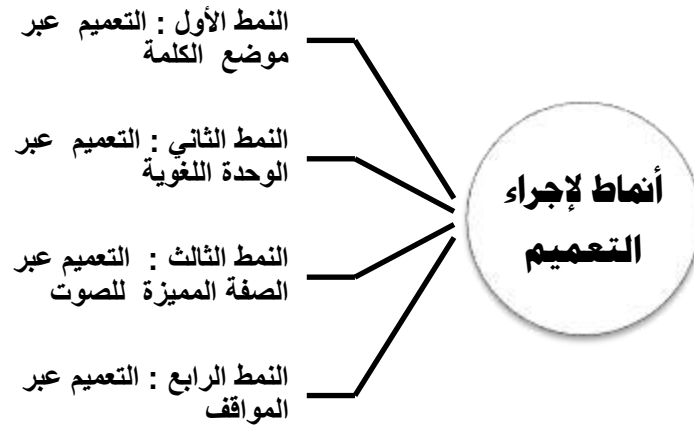 أنماط لإجراء
التعميم
النمط الأول : التعميم عبر
موضع الكلمة
النمط الثاني : التعميم عبر
الوحدة اللغوية
النمط الثالث : التعميم عبر
الصفة المميزة للصوت
النمط الرابع : التعميم عبر
المواقف